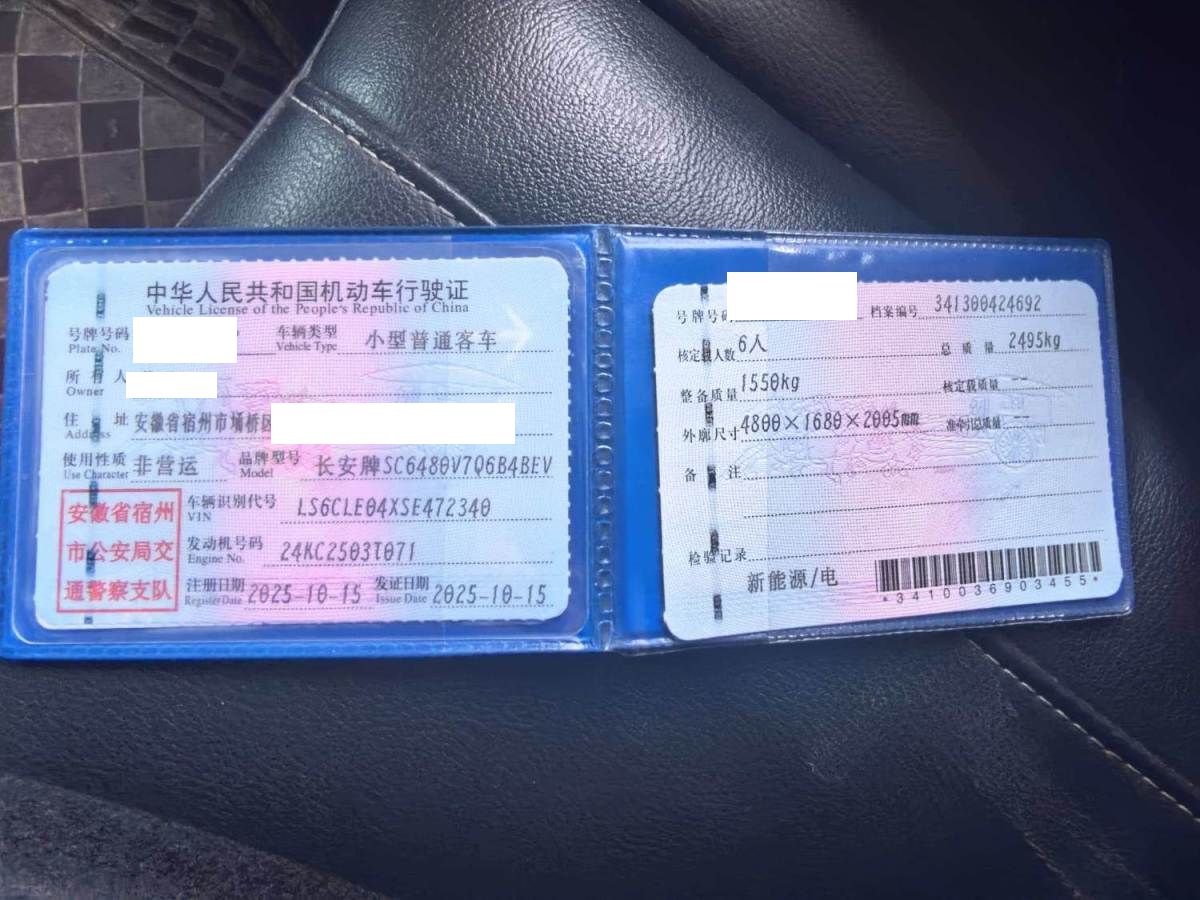 中华人民共和国机动车行驶证
Vehicle License of the People's Republic of China
号牌号码 Plate No. 车辆类型 Vehicle Type 小型普通客车
所有人 Owner
住址 Address 安徽省宿州市埇桥区
使用性质 Use Character 非营运 品牌型号 Model 长安牌SC6480V7Q6B4BEV
安徽省宿州市公安局交通警察支队
车辆识别代号 VIN LS6CLE04XSE472340
发动机号码 Engine No. 24KC2503T071
注册日期 Register Date 2025-10-15 发证日期 Issue Date 2025-10-15
号牌号码 档案编号 341300424692
核定载人数 6人 总质量 2495kg
整备质量 1550kg 核定载质量 --
外廓尺寸 4800×1680×2005毫米 准牵引总质量 --
备注
检验记录
新能源/电
*3410036903455*